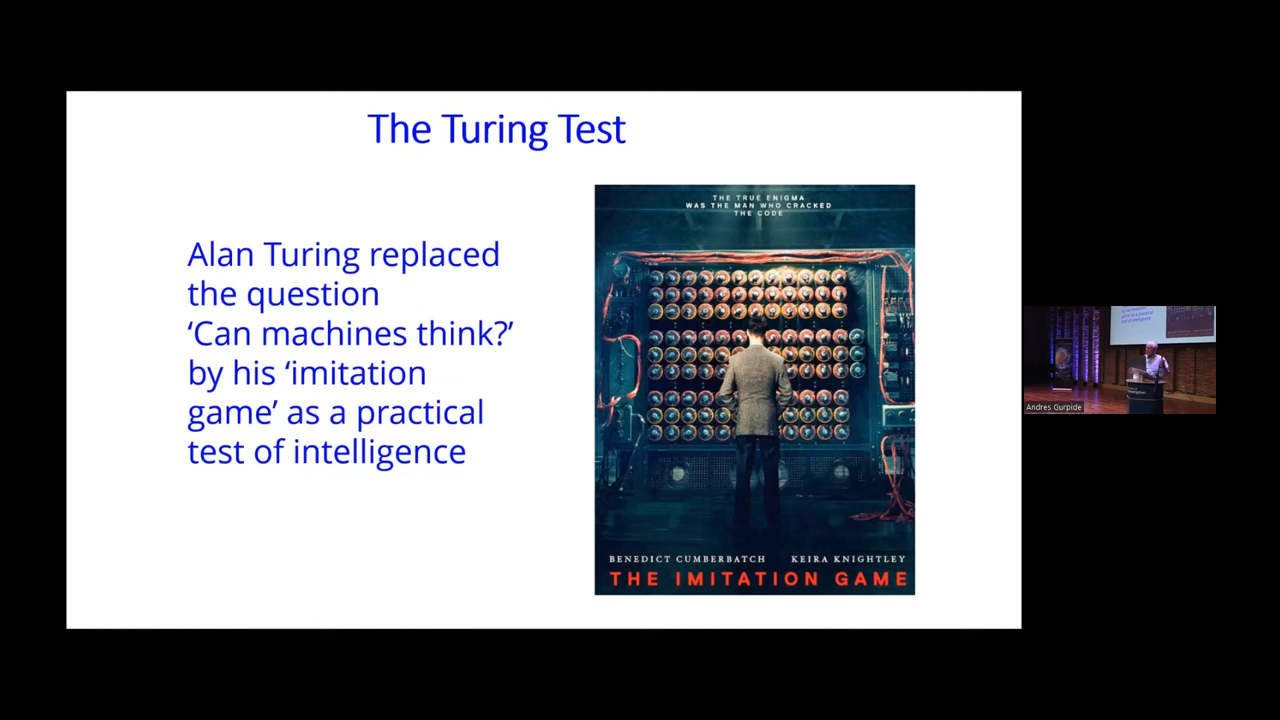 The Turing Test
Alan Turing replaced
the question
‘Can machines think?’
by his ‘imitation
game’ as a practical
test of intelligence
THE TRUE ENIGMA
WAS THE MAN WHO CRACKED
THE CODE
BENEDICT CUMBERBATCH KEIRA KNIGHTLEY
THE IMITATION GAME
Andres Gurpide